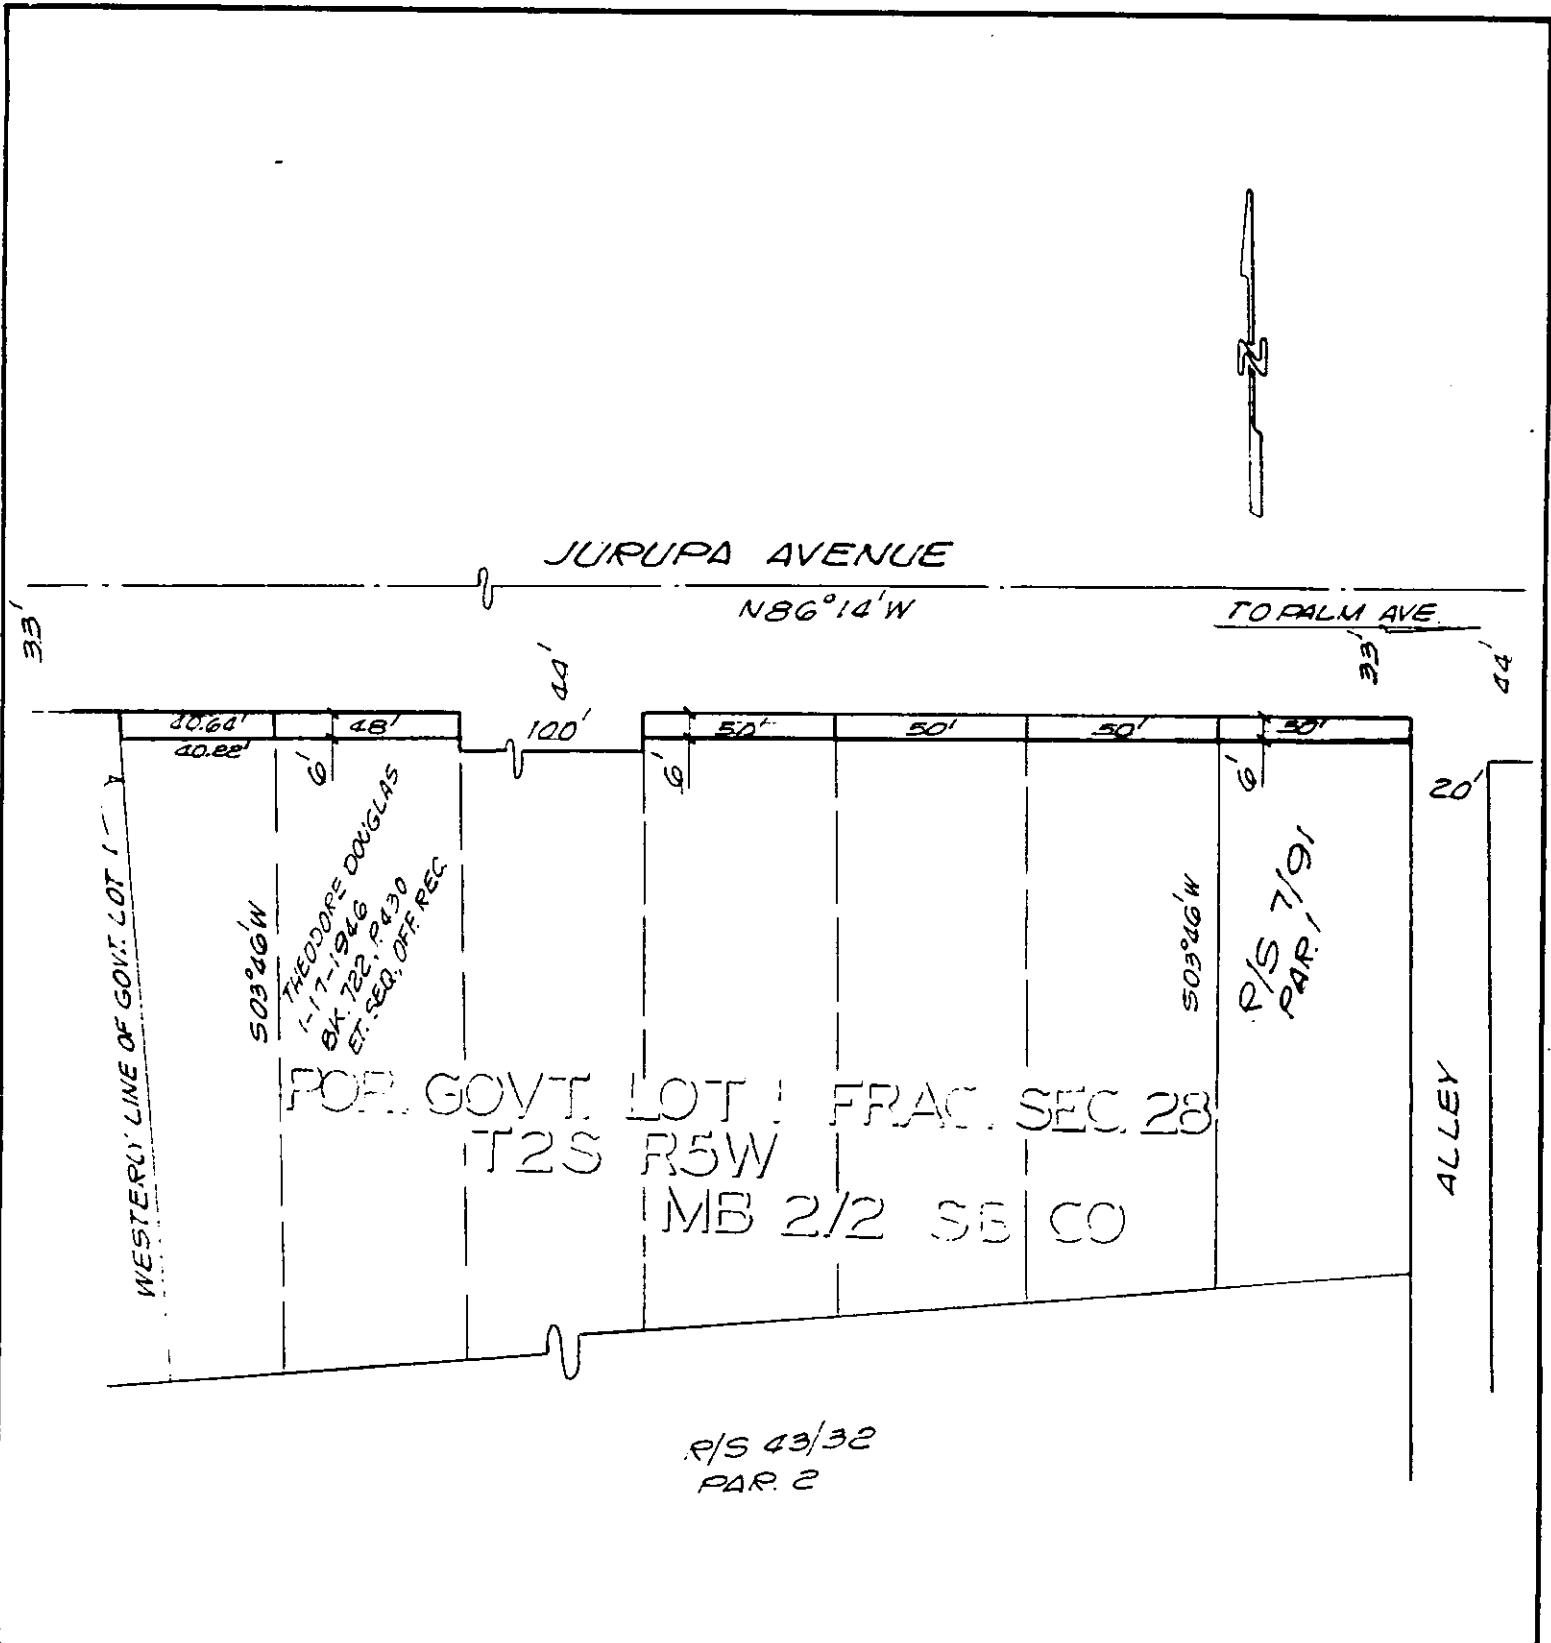 N
JURUPA AVENUE
N86°14'W
TO PALM AVE.
33'
44'
33'
44'
40.64'
48'
100'
50'
50'
50'
50'
40.88'
6'
6'
6'
20'
WESTERLY LINE OF GOVT. LOT 1
S03°46'W
THEODORE DOUGLAS
1-17-1946
BK. 722, P.430
ET. SEQ., OFF. REC.
S03°46'W
R/S 7/91
PAR. 1
ALLEY
POR. GOVT. LOT 1 FRAC. SEC. 28
T2S R5W
MB 2/2 SB CO
R/S 43/32
PAR. 2